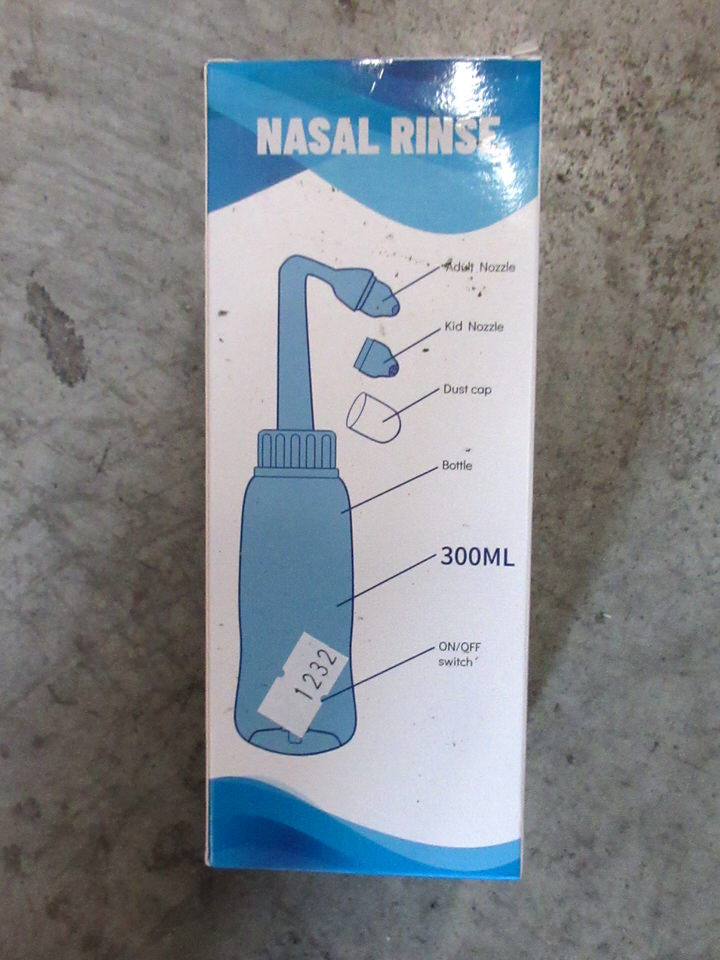 NASAL RINSE
Adult Nozzle
Kid Nozzle
Dust cap
Bottle
300ML
ON/OFF
switch
1232